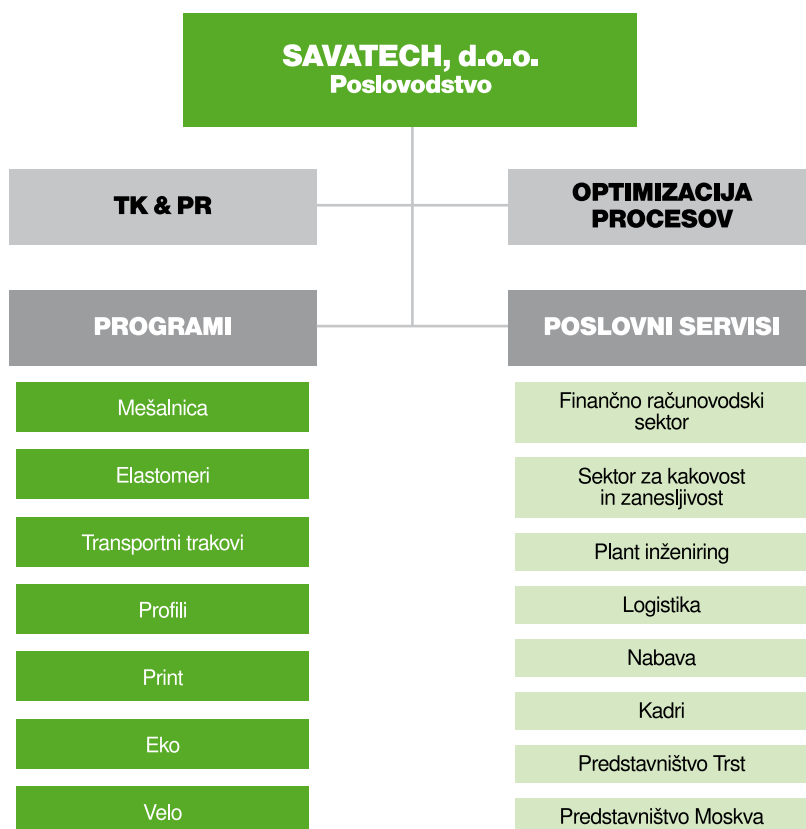 SAVATECH, d.o.o.
Poslovodstvo
TK & PR
OPTIMIZACIJA
PROCESOV
PROGRAMI
POSLOVNI SERVISI
Mešalnica
Elastomeri
Transportni trakovi
Profili
Print
Eko
Velo
Finančno računovodski
sektor
Sektor za kakovost
in zanesljivost
Plant inženiring
Logistika
Nabava
Kadri
Predstavništvo Trst
Predstavništvo Moskva